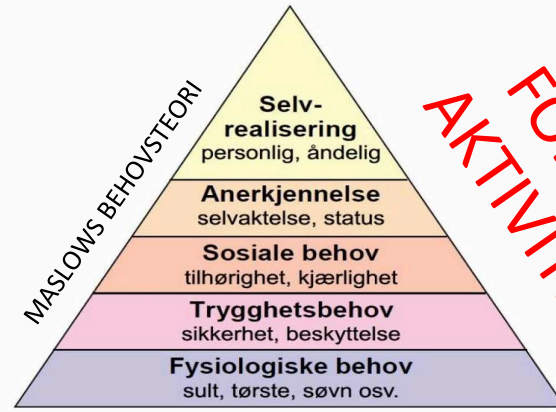 MASLOWS BEHOVSTEORI
Selv-
realisering
personlig, åndelig
Anerkjennelse
selvaktelse, status
Sosiale behov
tilhørighet, kjærlighet
Trygghetsbehov
sikkerhet, beskyttelse
Fysiologiske behov
sult, tørste, søvn osv.